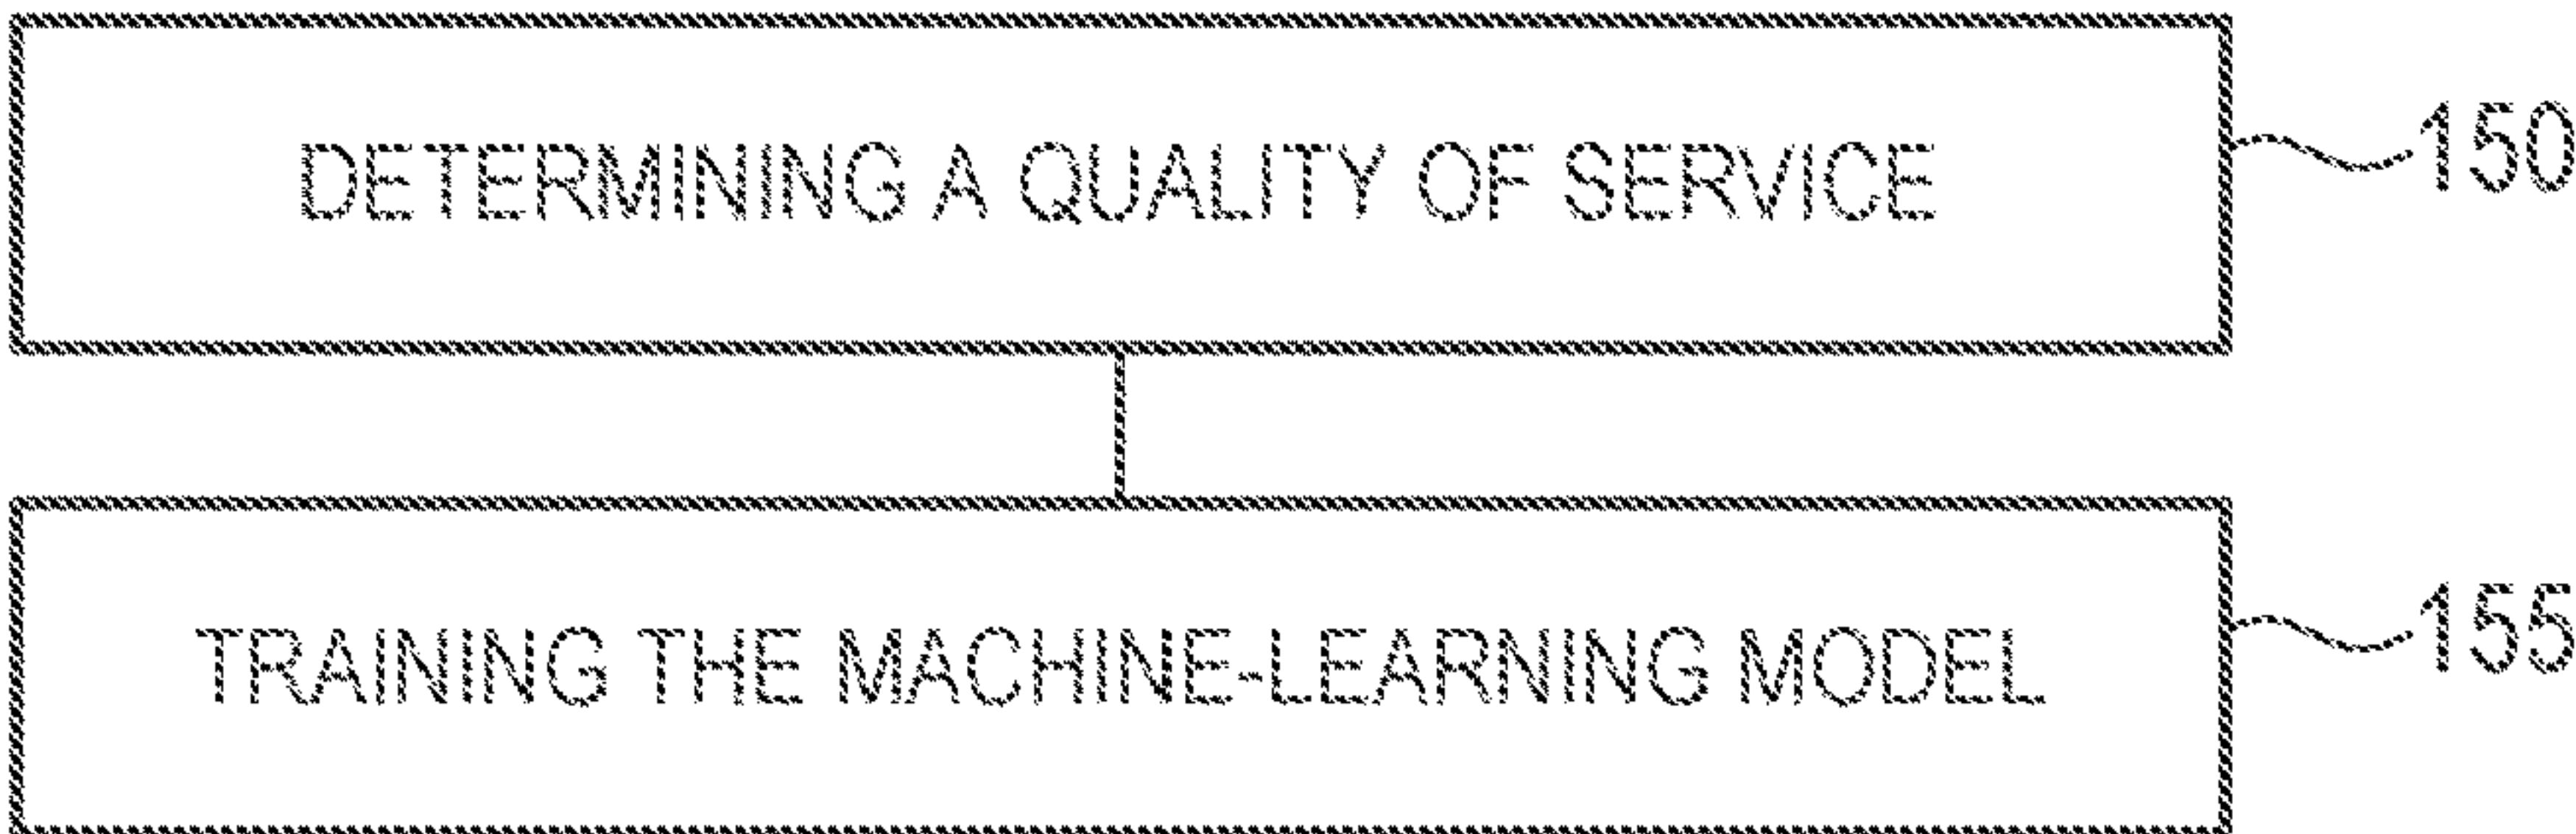 DETERMINING A QUALITY OF SERVICE
150
TRAINING THE MACHINE-LEARNING MODEL
155